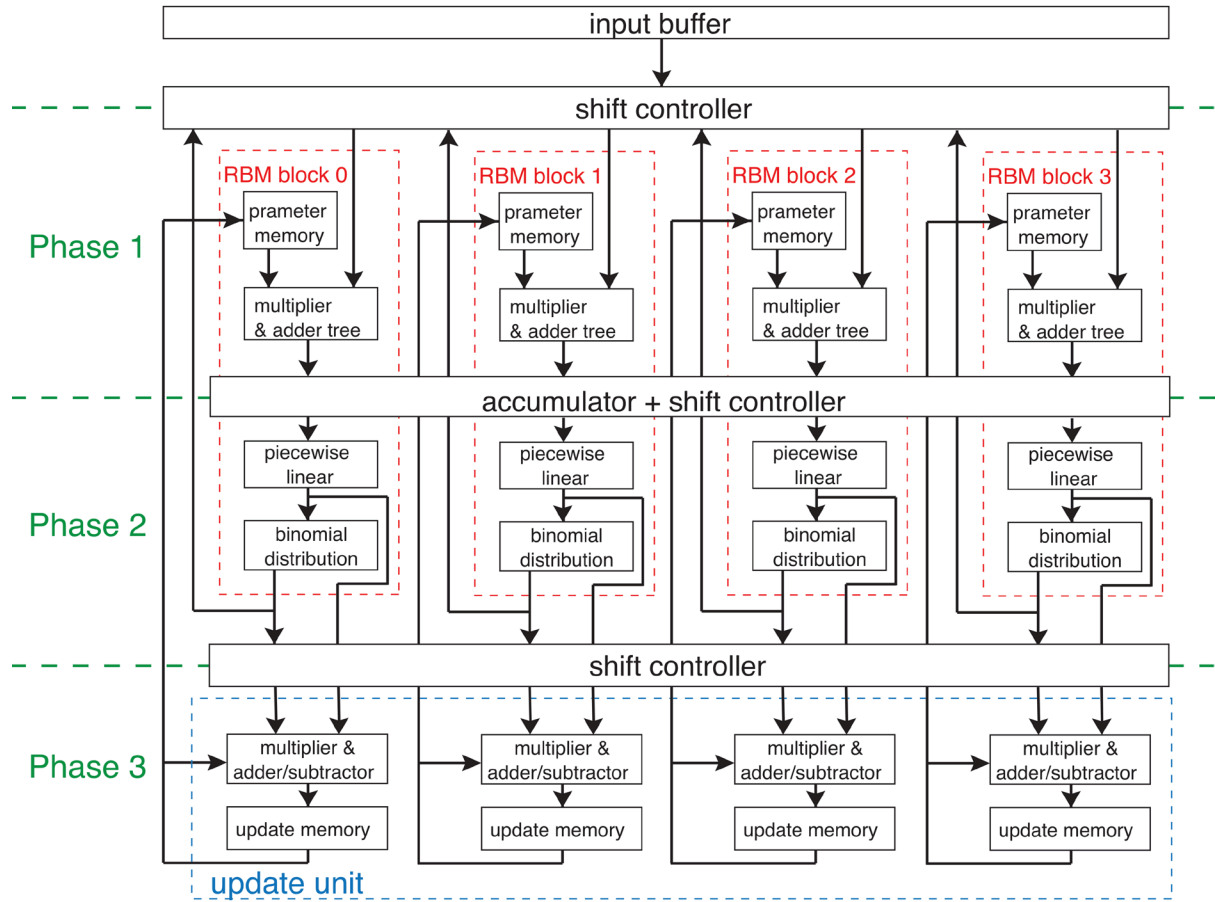 input buffer
shift controller
Phase 1
RBM block 0
RBM block 1
RBM block 2
RBM block 3
prameter
memory
prameter
memory
prameter
memory
prameter
memory
multiplier
& adder tree
multiplier
& adder tree
multiplier
& adder tree
multiplier
& adder tree
accumulator + shift controller
Phase 2
piecewise
linear
piecewise
linear
piecewise
linear
piecewise
linear
binomial
distribution
binomial
distribution
binomial
distribution
binomial
distribution
shift controller
Phase 3
multiplier &
adder/subtractor
multiplier &
adder/subtractor
multiplier &
adder/subtractor
multiplier &
adder/subtractor
update memory
update memory
update memory
update memory
update unit